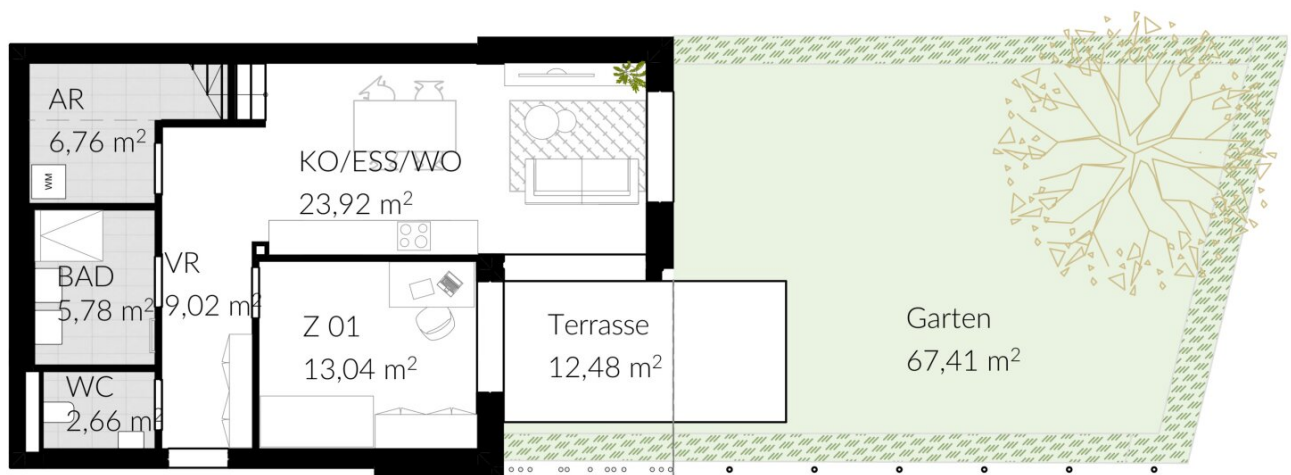 AR
6,76 m²
WM
KO/ESS/WO
23,92 m²
BAD
5,78 m²
VR
9,02 m²
Z 01
13,04 m²
Terrasse
12,48 m²
Garten
67,41 m²
WC
2,66 m²